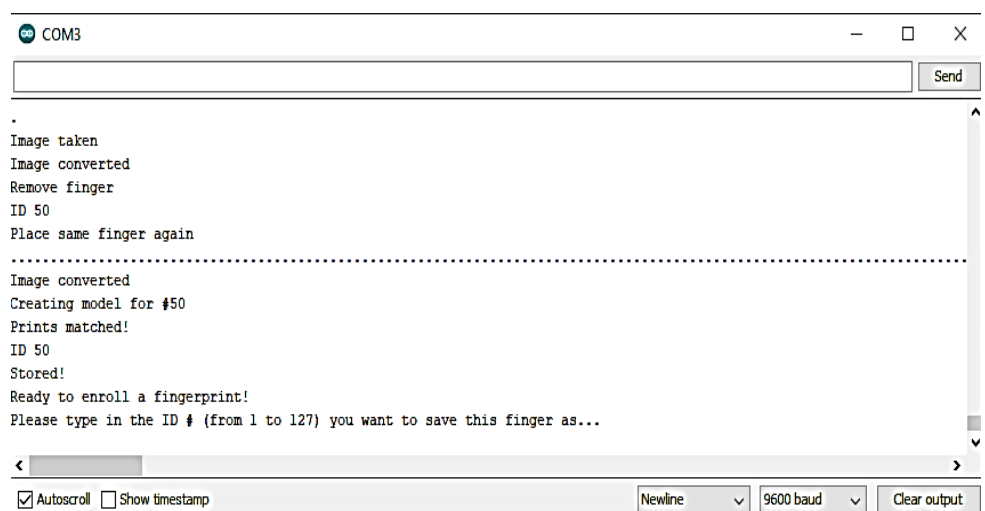 COM3
Send
.
Image taken
Image converted
Remove finger
ID 50
Place same finger again
........................................................................................................................
Image converted
Creating model for #50
Prints matched!
ID 50
Stored!
Ready to enroll a fingerprint!
Please type in the ID # (from 1 to 127) you want to save this finger as...
Autoscroll Show timestamp Newline 9600 baud Clear output